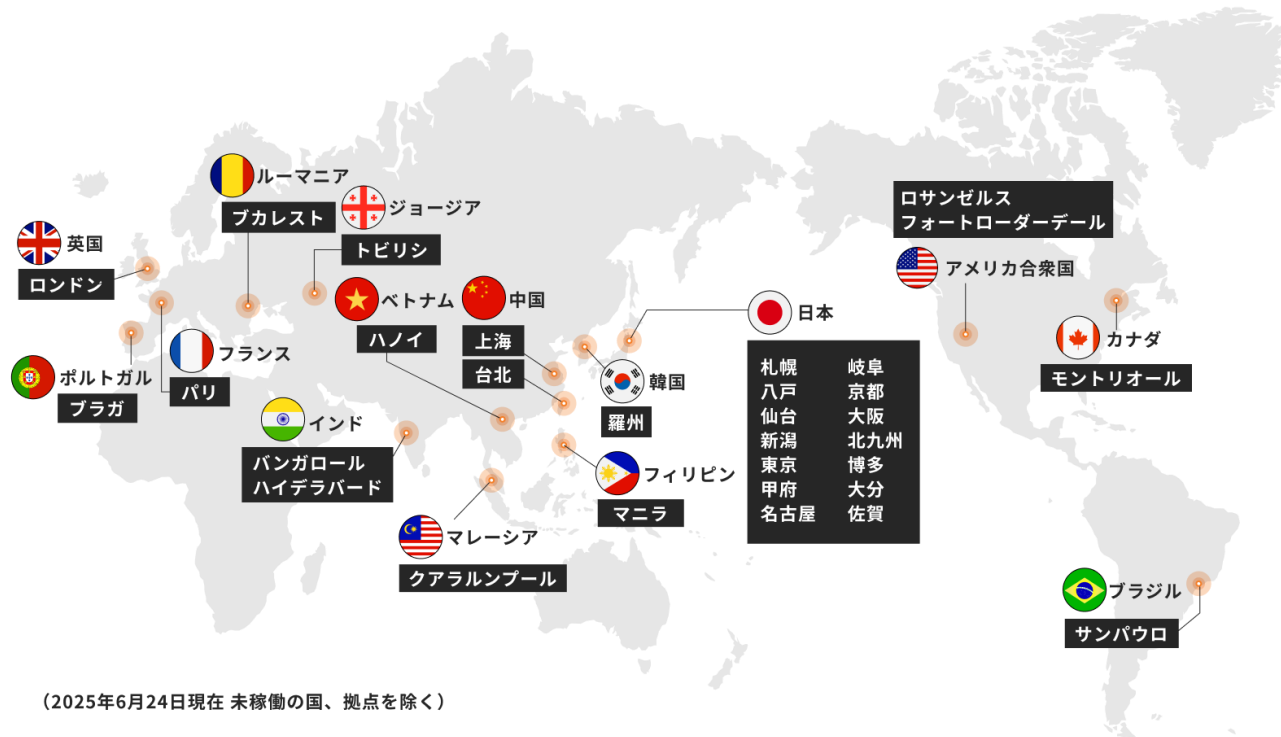 ルーマニア
ブカレスト
ジョージア
トビリシ
英国
ロンドン
フランス
パリ
ポルトガル
ブラガ
ベトナム
ハノイ
中国
上海
台北
インド
バンガロール
ハイデラバード
韓国
羅州
フィリピン
マニラ
マレーシア
クアラルンプール
日本
札幌
八戸
仙台
新潟
東京
甲府
名古屋
岐阜
京都
大阪
北九州
博多
大分
佐賀
ロサンゼルス
フォートローダーデール
アメリカ合衆国
カナダ
モントリオール
ブラジル
サンパウロ
（2025年6月24日現在 未稼働の国、拠点を除く）